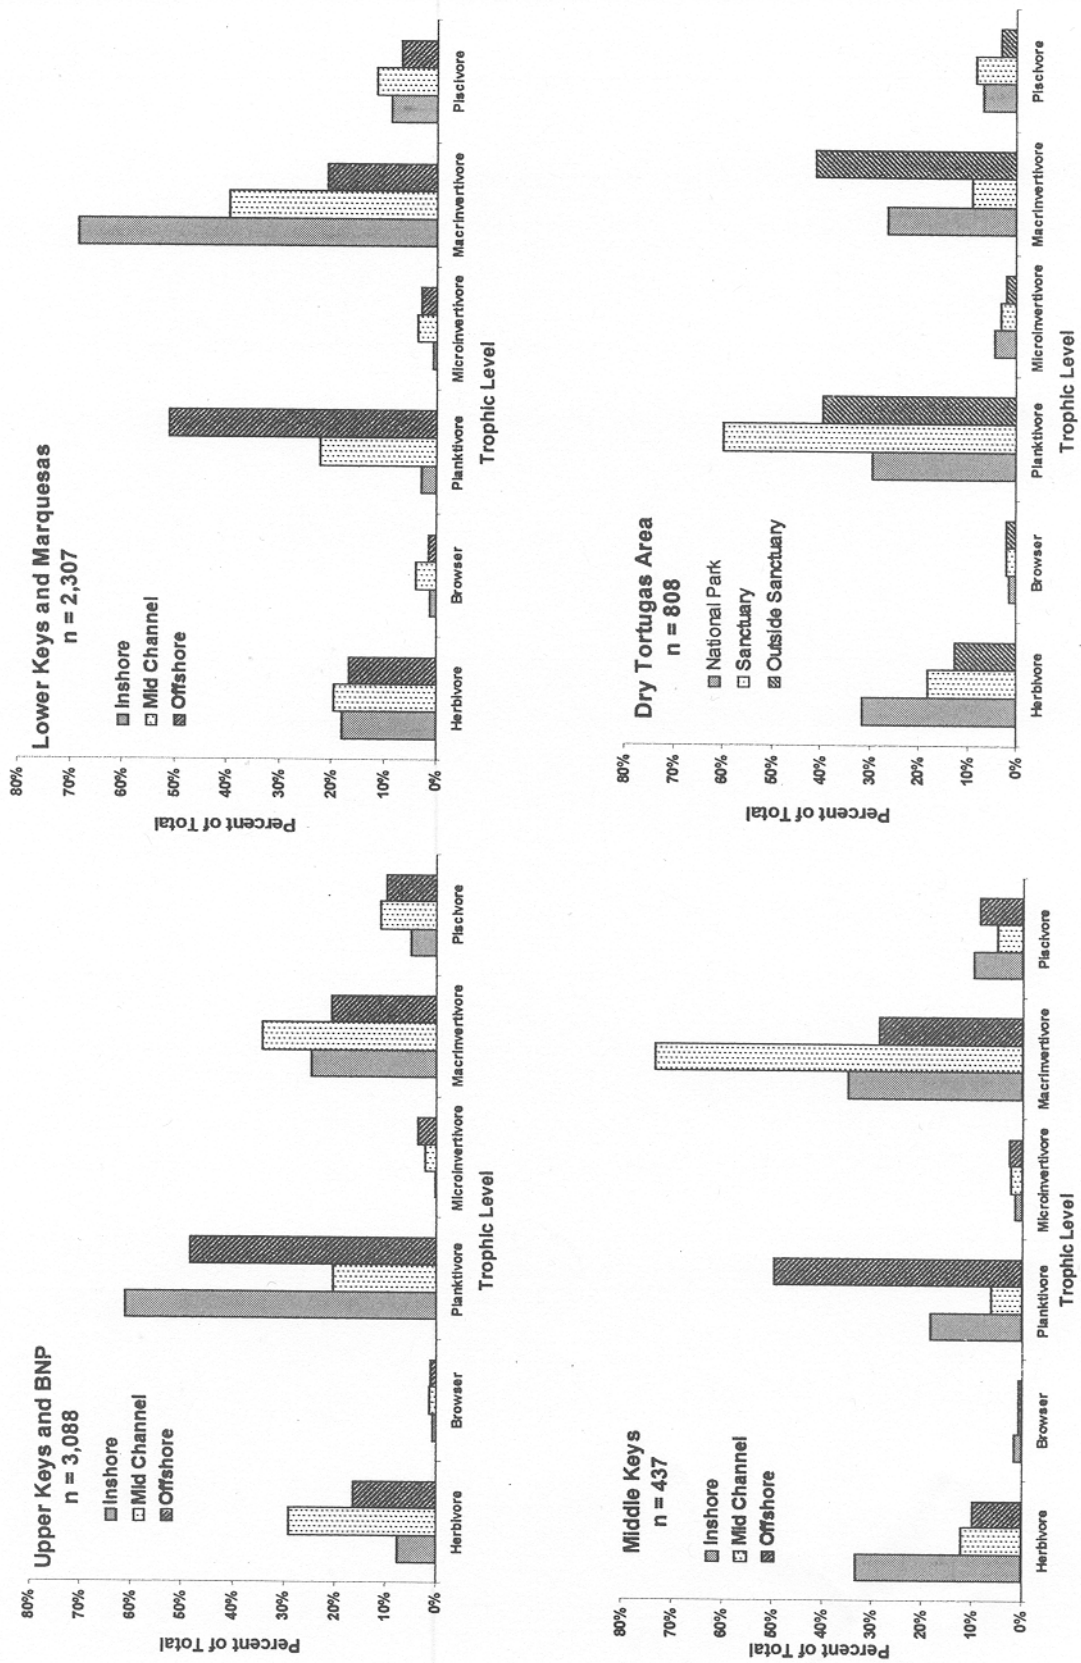 Upper Keys and BNP
n = 3,088
Inshore
Mid Channel
Offshore
80%
70%
60%
50%
40%
30%
20%
10%
0%
Percent of Total
Herbivore Browser Planktivore Microinvertivore Macrinvertivore Piscivore
Trophic Level
Lower Keys and Marquesas
n = 2,307
Inshore
Mid Channel
Offshore
80%
70%
60%
50%
40%
30%
20%
10%
0%
Percent of Total
Herbivore Browser Planktivore Microinvertivore Macrinvertivore Piscivore
Trophic Level
Middle Keys
n = 437
Inshore
Mid Channel
Offshore
80%
70%
60%
50%
40%
30%
20%
10%
0%
Percent of Total
Herbivore Browser Planktivore Microinvertivore Macrinvertivore Piscivore
Trophic Level
Dry Tortugas Area
n = 808
National Park
Sanctuary
Outside Sanctuary
80%
70%
60%
50%
40%
30%
20%
10%
0%
Percent of Total
Herbivore Browser Planktivore Microinvertivore Macrinvertivore Piscivore
Trophic Level